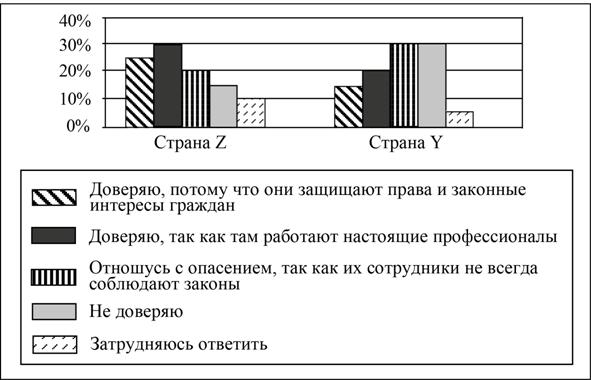 40%
30%
20%
10%
0%
Страна Z
Страна Y
Доверяю, потому что они защищают права и законные
интересы граждан
Доверяю, так как там работают настоящие профессионалы
Отношусь с опасением, так как их сотрудники не всегда
соблюдают законы
Не доверяю
Затрудняюсь ответить